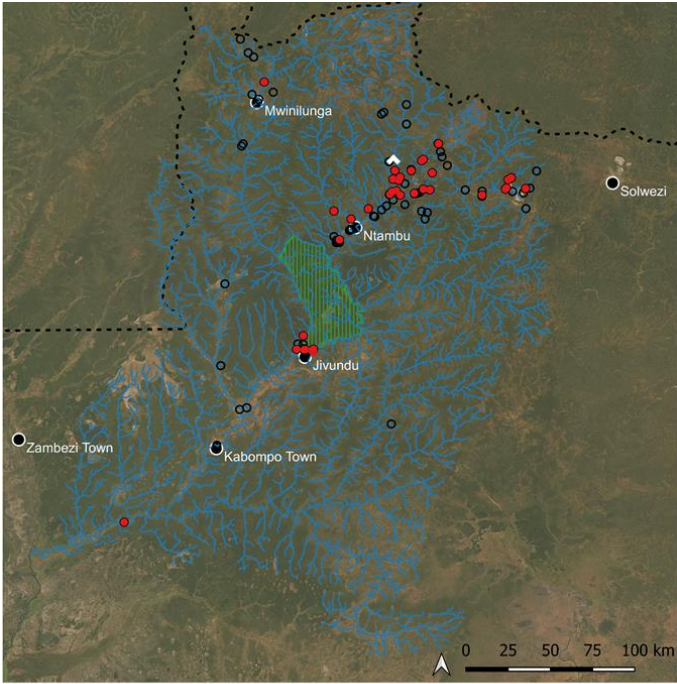 Mwinilunga
Solwezi
Ntambu
Jivundu
Zambezi Town
Kabompo Town
0 25 50 75 100 km